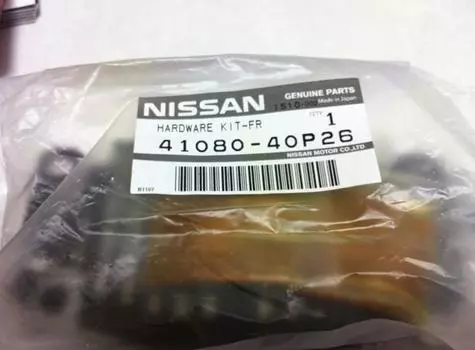 NISSAN
GENUINE PARTS
Made in Japan
HARDWARE KIT-FR
QTY. 1
41080-40P26
NISSAN MOTOR CO.,LTD